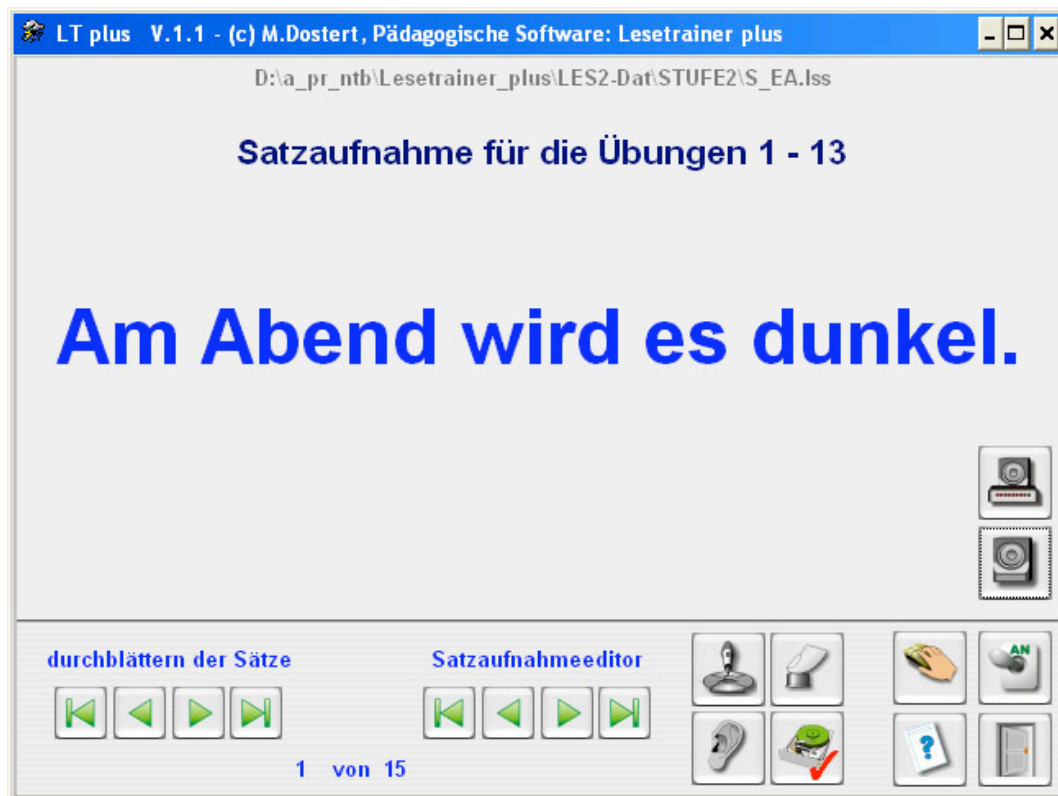 LT plus V.1.1 - (c) M.Dostert, Pädagogische Software: Lesetrainer plus
D:\a_pr_ntb\Lesetrainer_plus\LES2-Dat\STUFE2\S_EA.lss
Satzaufnahme für die Übungen 1 - 13
Am Abend wird es dunkel.
durchblättern der Sätze
Satzaufnahmeeditor
AN
?
1 von 15